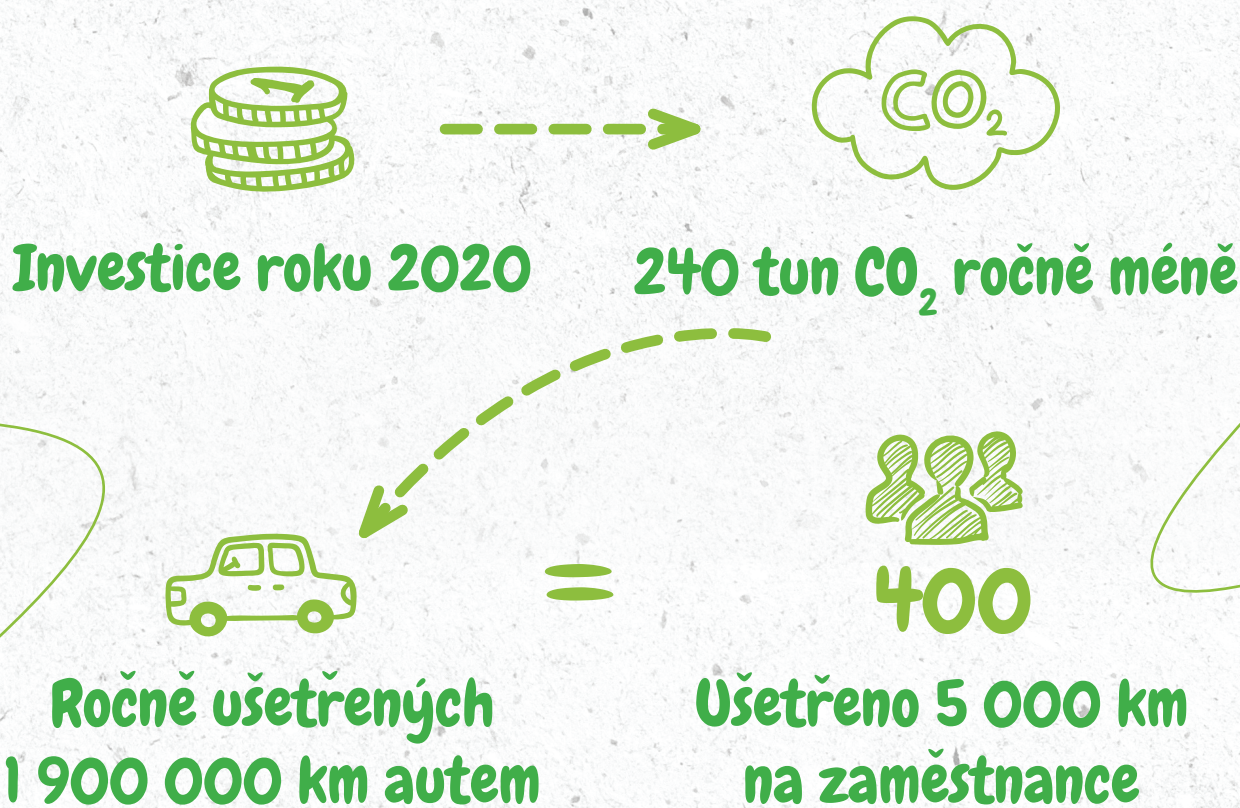 CO₂
Investice roku 2020
240 tun CO₂ ročně méně
400
Ročně ušetřených
1 900 000 km autem
Ušetřeno 5 000 km
na zaměstnance